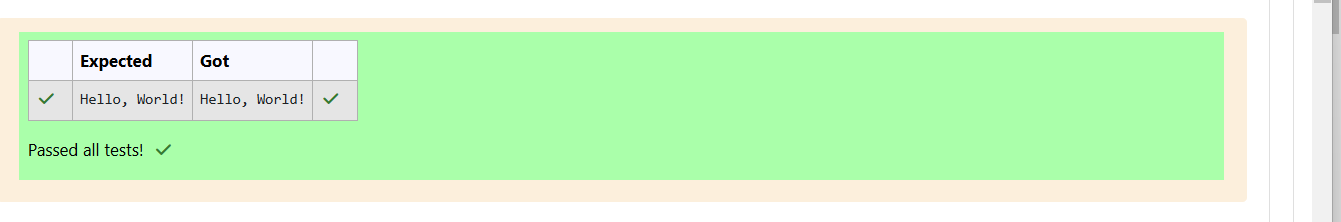 Expected Got
Hello, World! Hello, World!
Passed all tests!